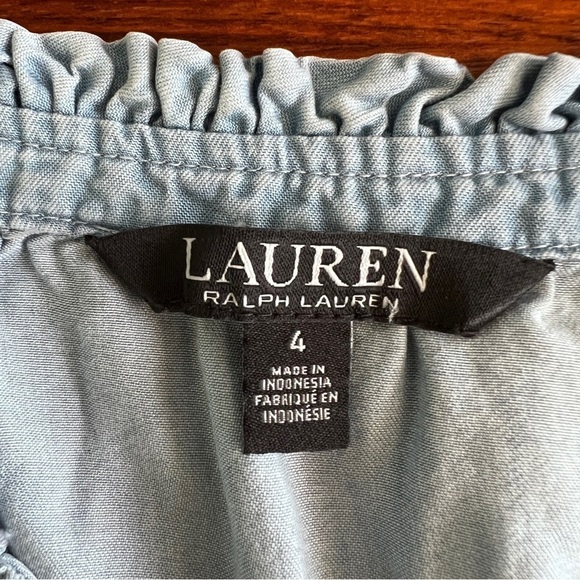 LAUREN
RALPH LAUREN
4
MADE IN
INDONESIA
FABRIQUÉ EN
INDONÉSIE